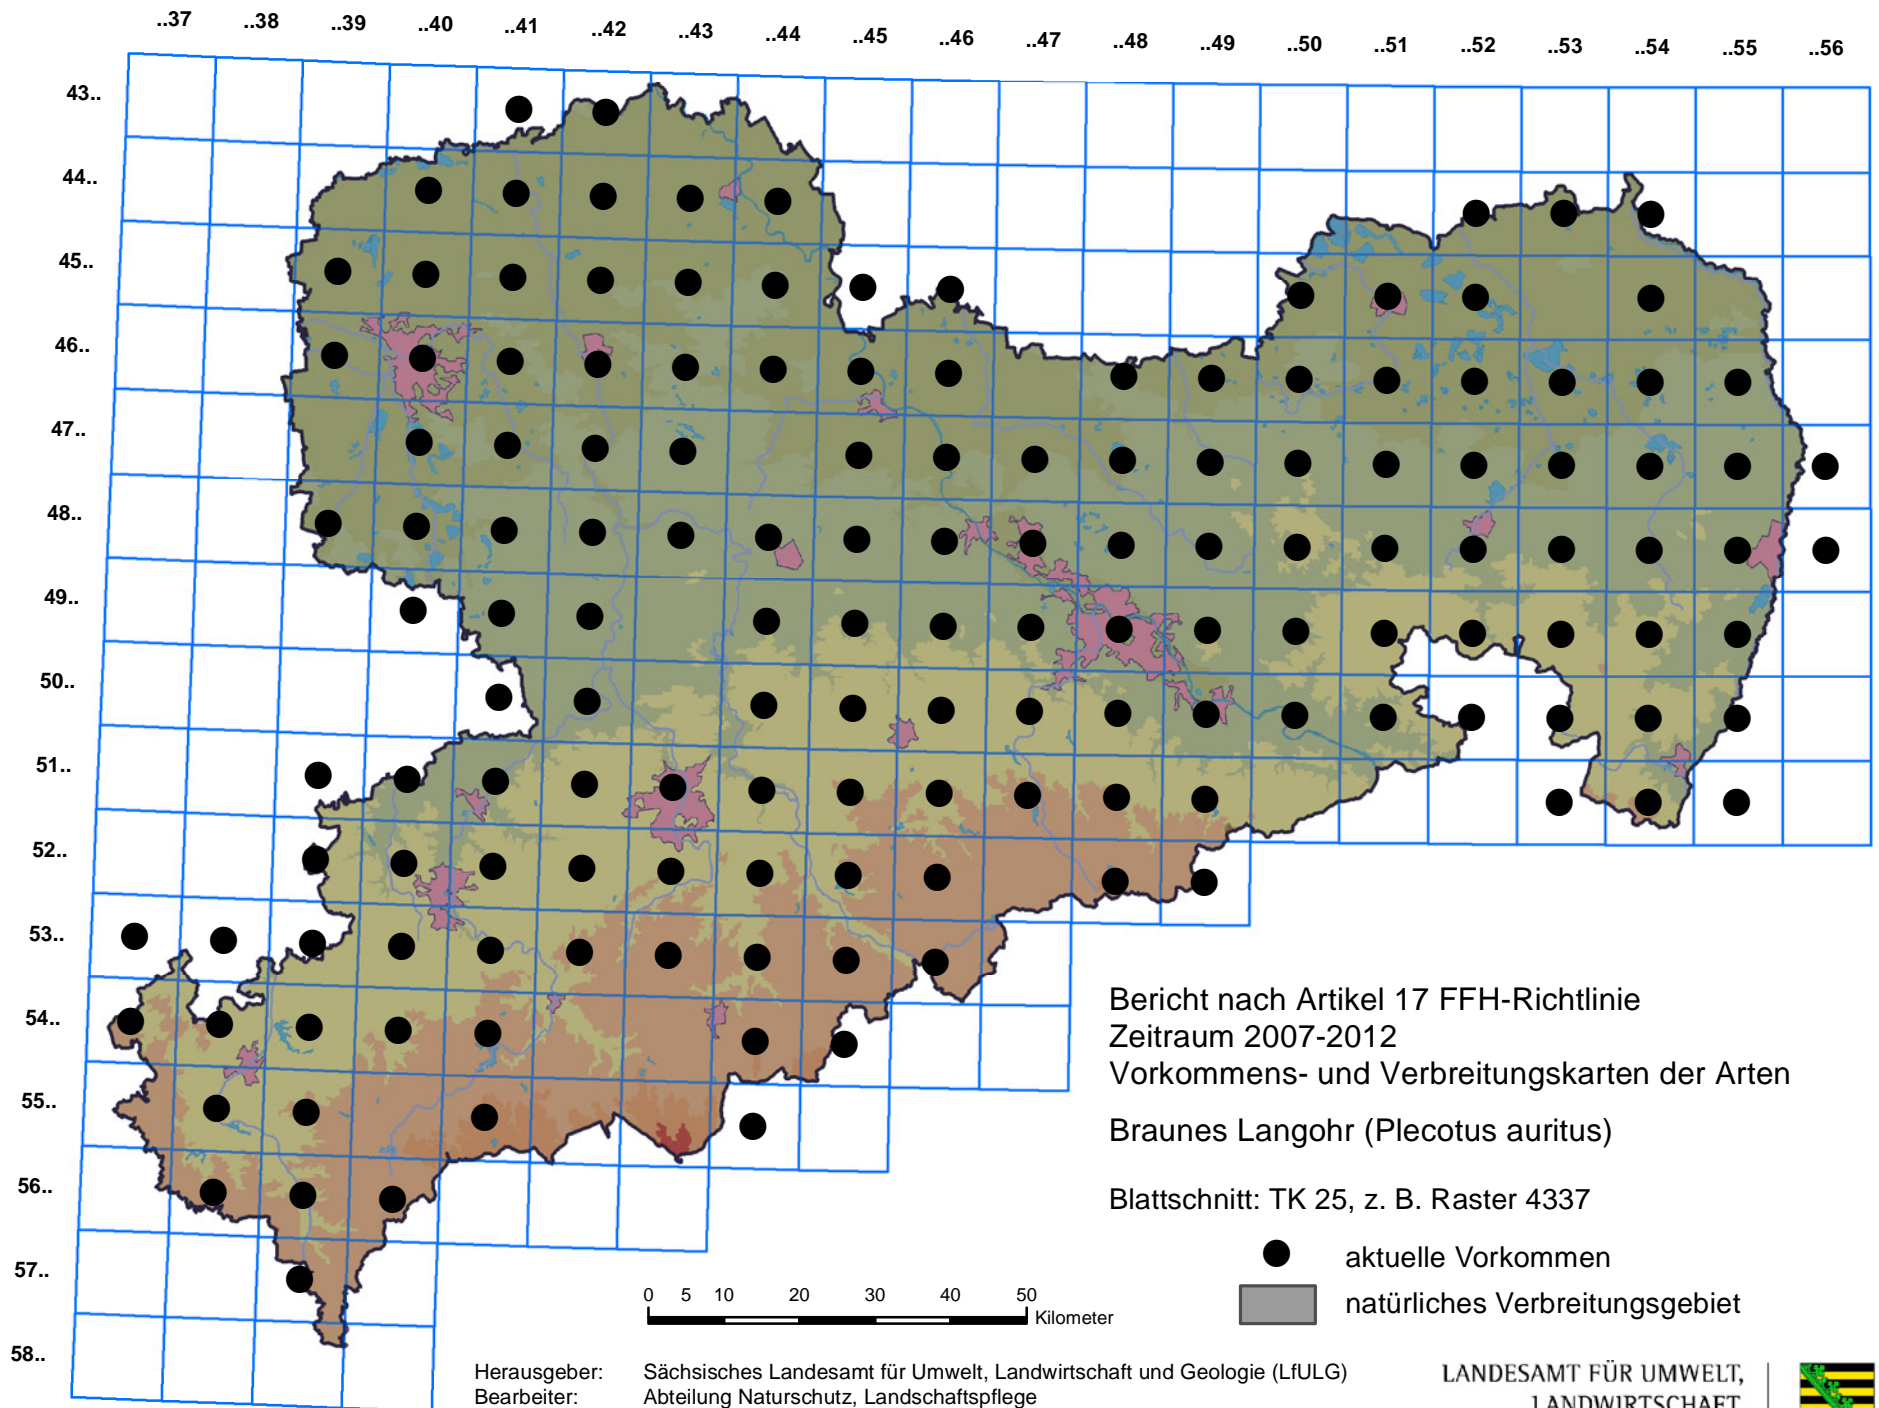 ..37 ..38 ..39 ..40 ..41 ..42 ..43 ..44 ..45 ..46 ..47 ..48 ..49 ..50 ..51 ..52 ..53 ..54 ..55 ..56
43..
44..
45..
46..
47..
48..
49..
50..
51..
52..
53..
54..
55..
56..
57..
58..
Bericht nach Artikel 17 FFH-Richtlinie
Zeitraum 2007-2012
Vorkommens- und Verbreitungskarten der Arten
Braunes Langohr (Plecotus auritus)
Blattschnitt: TK 25, z. B. Raster 4337
aktuelle Vorkommen
natürliches Verbreitungsgebiet
0 5 10 20 30 40 50
Kilometer
Herausgeber: Sächsisches Landesamt für Umwelt, Landwirtschaft und Geologie (LfULG)
Bearbeiter: Abteilung Naturschutz, Landschaftspflege
LANDESAMT FÜR UMWELT,
LANDWIRTSCHAFT